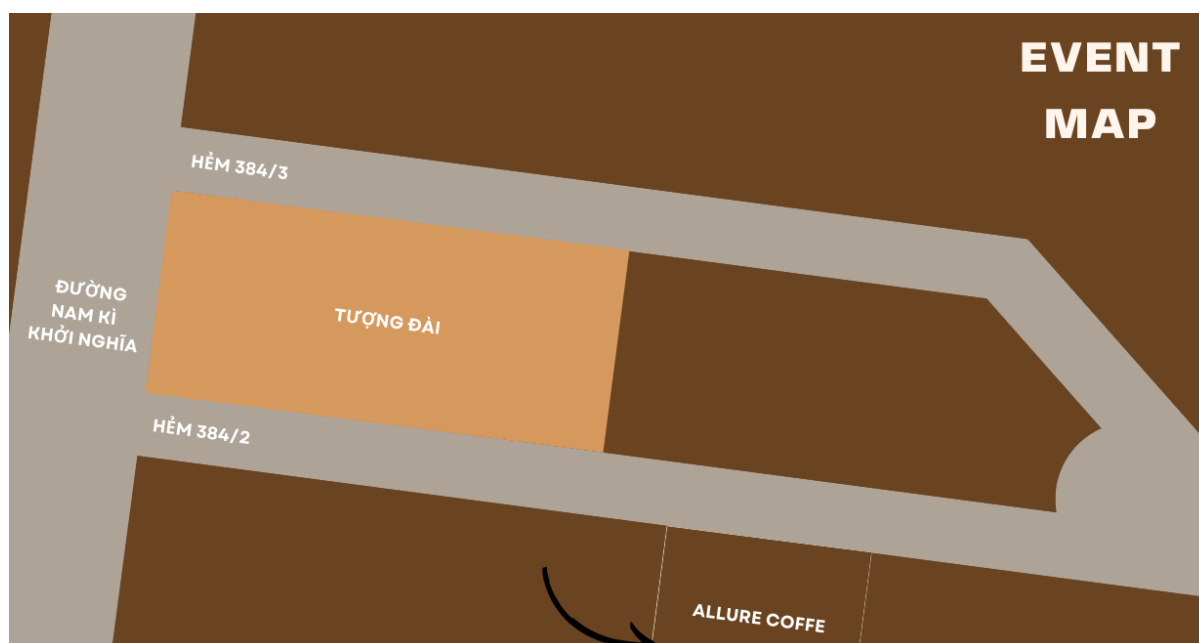 EVENT
MAP
HẺM 384/3
ĐƯỜNG
NAM KÌ
KHỞI NGHĨA
TƯỢNG ĐÀI
HẺM 384/2
ALLURE COFFE